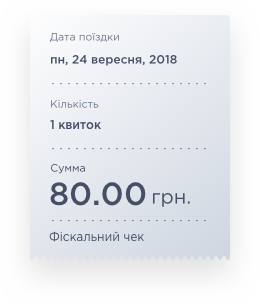 Дата поїздки
пн, 24 вересня, 2018
Кількість
1 квиток
Сумма
80.00 грн.
Фіскальний чек